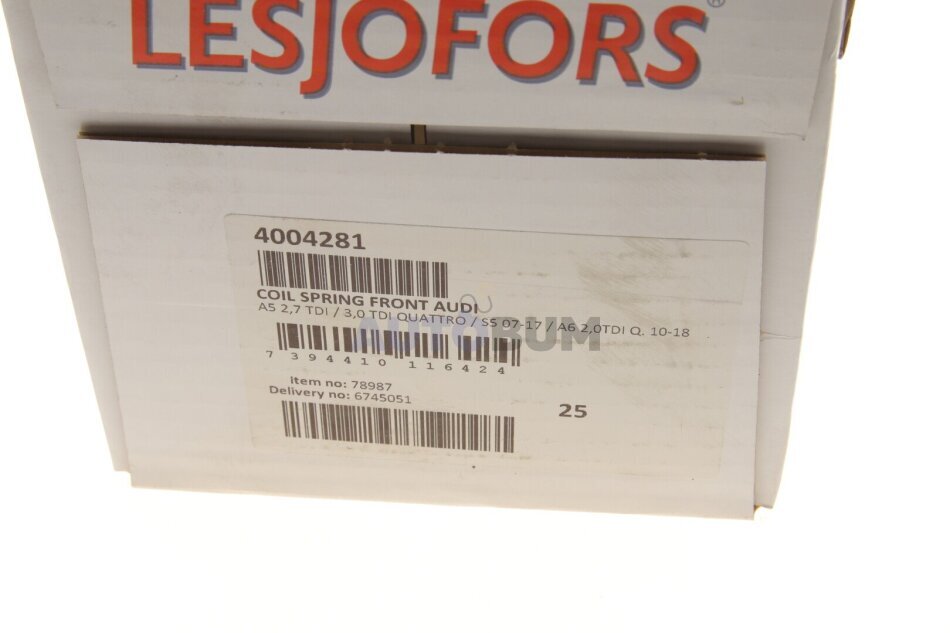 LESJOFORS®
4004281
COIL SPRING FRONT AUDI
A5 2,7 TDI / 3,0 TDI QUATTRO / S5 07-17 / A6 2,0TDI Q. 10-18
AUTOBUM
7 394410 116424
item no: 78987
Delivery no: 6745051
25